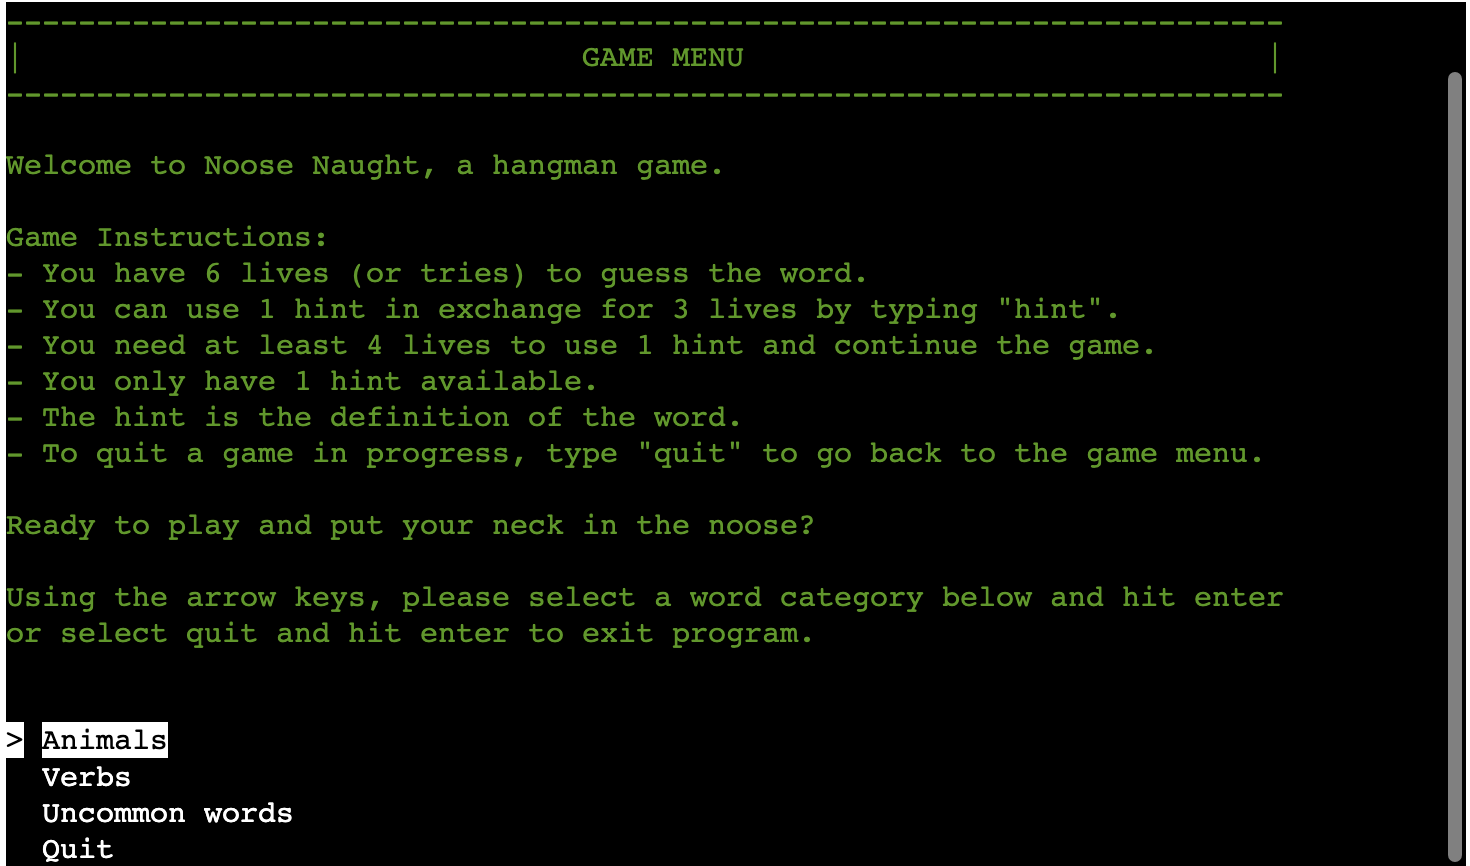 -----------------------------------------------------------------------
| GAME MENU |
-----------------------------------------------------------------------
Welcome to Noose Naught, a hangman game.
Game Instructions:
- You have 6 lives (or tries) to guess the word.
- You can use 1 hint in exchange for 3 lives by typing "hint".
- You need at least 4 lives to use 1 hint and continue the game.
- You only have 1 hint available.
- The hint is the definition of the word.
- To quit a game in progress, type "quit" to go back to the game menu.
Ready to play and put your neck in the noose?
Using the arrow keys, please select a word category below and hit enter
or select quit and hit enter to exit program.
> Animals
Verbs
Uncommon words
Quit